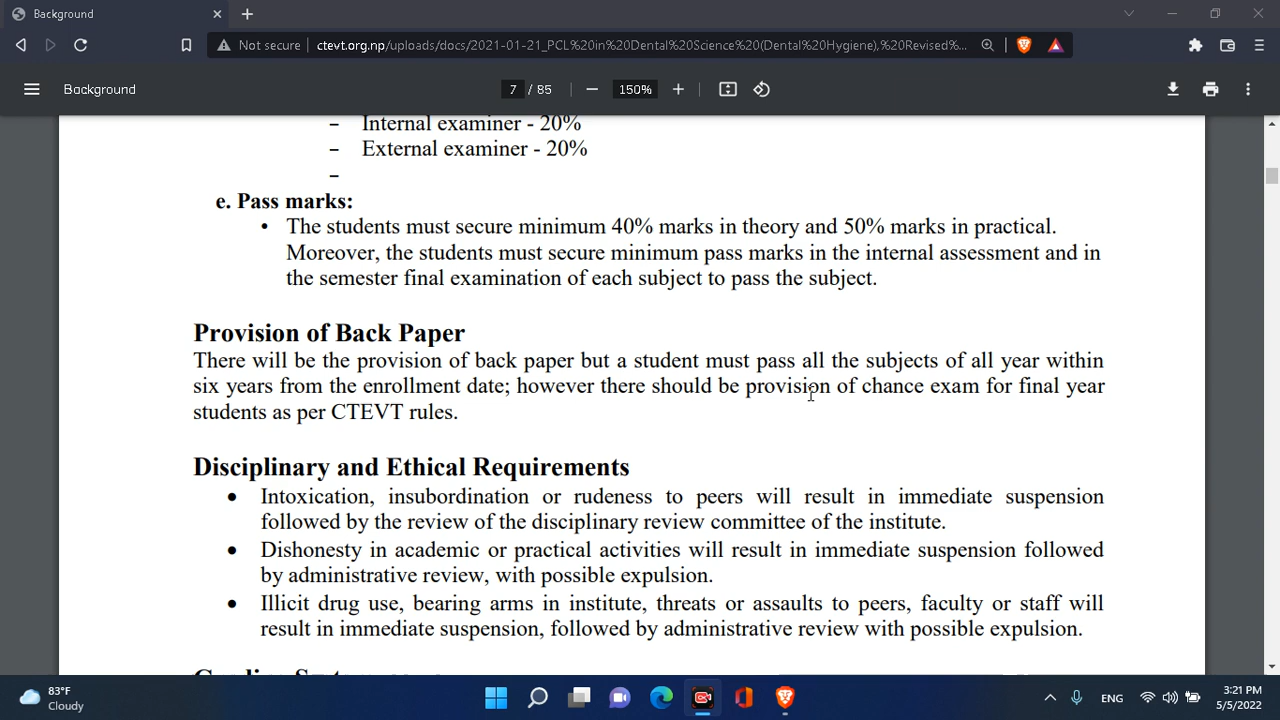 Background
Not secure
ctevt.org.np/uploads/docs/2021-01-21_PCL%20in%20Dental%20Science%20(Dental%20Hygiene),%20Revised%...
Background
7 / 85
150%
– Internal examiner - 20%
– External examiner - 20%
–
e. Pass marks:
• The students must secure minimum 40% marks in theory and 50% marks in practical.
Moreover, the students must secure minimum pass marks in the internal assessment and in
the semester final examination of each subject to pass the subject.
Provision of Back Paper
There will be the provision of back paper but a student must pass all the subjects of all year within
six years from the enrollment date; however there should be provision of chance exam for final year
students as per CTEVT rules.
Disciplinary and Ethical Requirements
• Intoxication, insubordination or rudeness to peers will result in immediate suspension
followed by the review of the disciplinary review committee of the institute.
• Dishonesty in academic or practical activities will result in immediate suspension followed
by administrative review, with possible expulsion.
• Illicit drug use, bearing arms in institute, threats or assaults to peers, faculty or staff will
result in immediate suspension, followed by administrative review with possible expulsion.
83°F
Cloudy
ENG
3:21 PM
5/5/2022